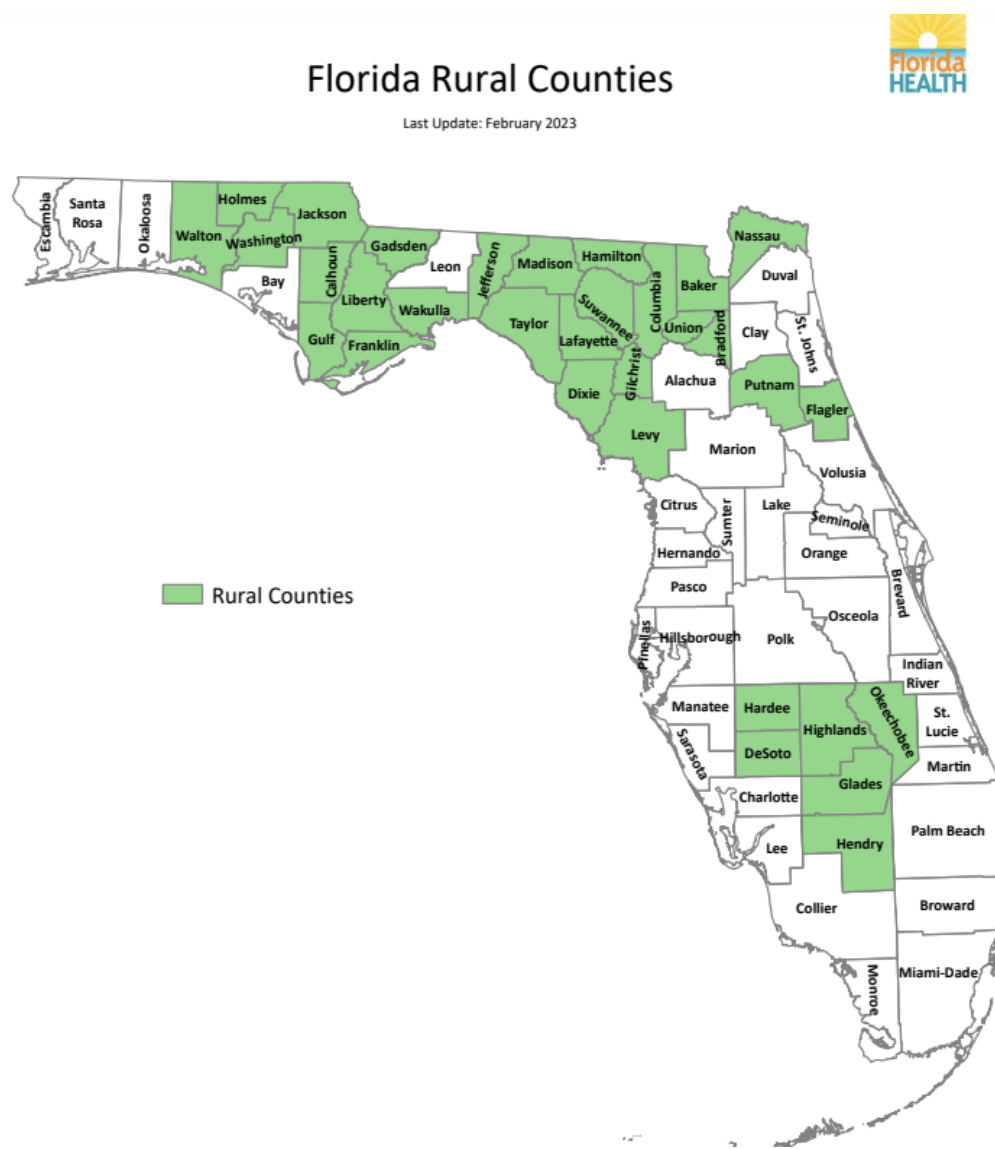 Florida
HEALTH
Florida Rural Counties
Last Update: February 2023
Escambia
Santa
Rosa
Okaloosa
Walton
Holmes
Washington
Jackson
Bay
Calhoun
Gulf
Liberty
Franklin
Gadsden
Leon
Wakulla
Jefferson
Madison
Taylor
Hamilton
Suwannee
Lafayette
Dixie
Columbia
Gilchrist
Levy
Baker
Union
Bradford
Alachua
Nassau
Duval
Clay
St. Johns
Putnam
Flagler
Marion
Volusia
Citrus
Sumter
Lake
Seminole
Hernando
Orange
Pasco
Brevard
Osceola
Pinellas
Hillsborough
Polk
Indian
River
Manatee
Hardee
Highlands
Okeechobee
St.
Lucie
Sarasota
DeSoto
Martin
Glades
Charlotte
Lee
Hendry
Palm Beach
Collier
Broward
Monroe
Miami-Dade
Rural Counties